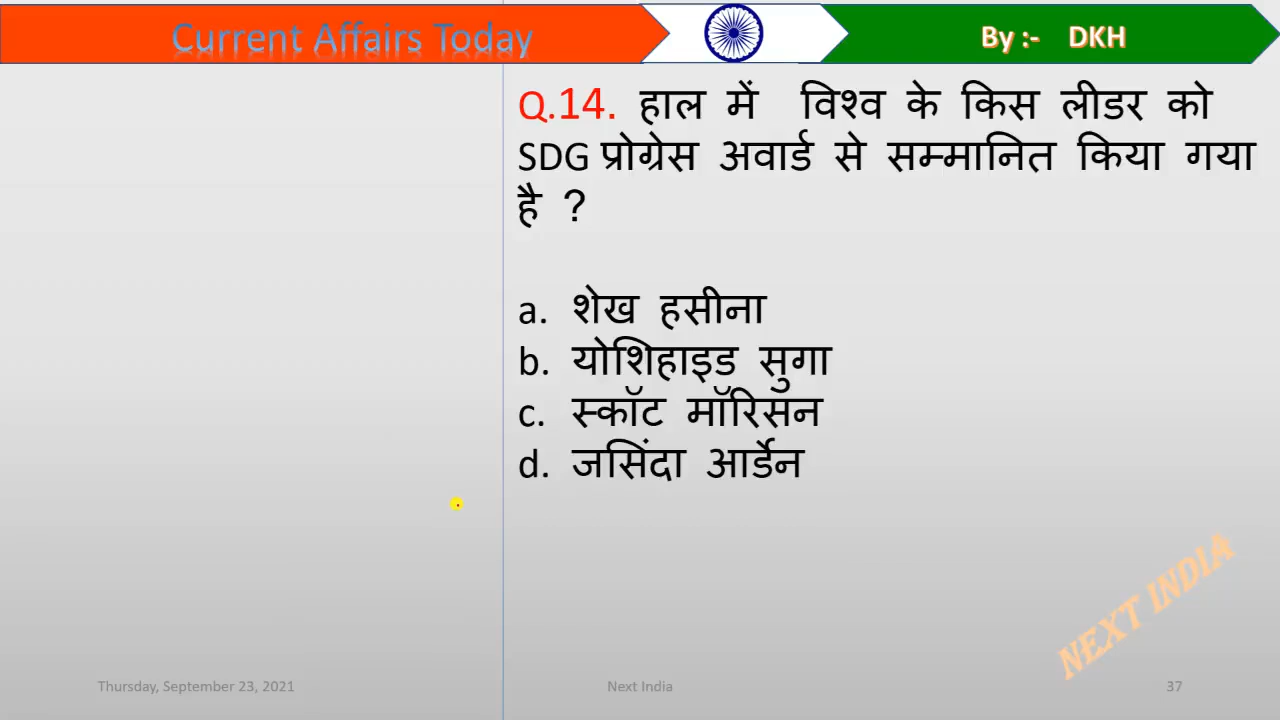 Current Affairs Today
By :- DKH
Q.14. हाल में विश्व के किस लीडर को
SDG प्रोग्रेस अवार्ड से सम्मानित किया गया
है ?
a. शेख हसीना
b. योशिहाइड सुगा
c. स्कॉट मॉरिसन
d. जसिंदा आर्डेन
NEXT INDIA
Thursday, September 23, 2021
Next India
37